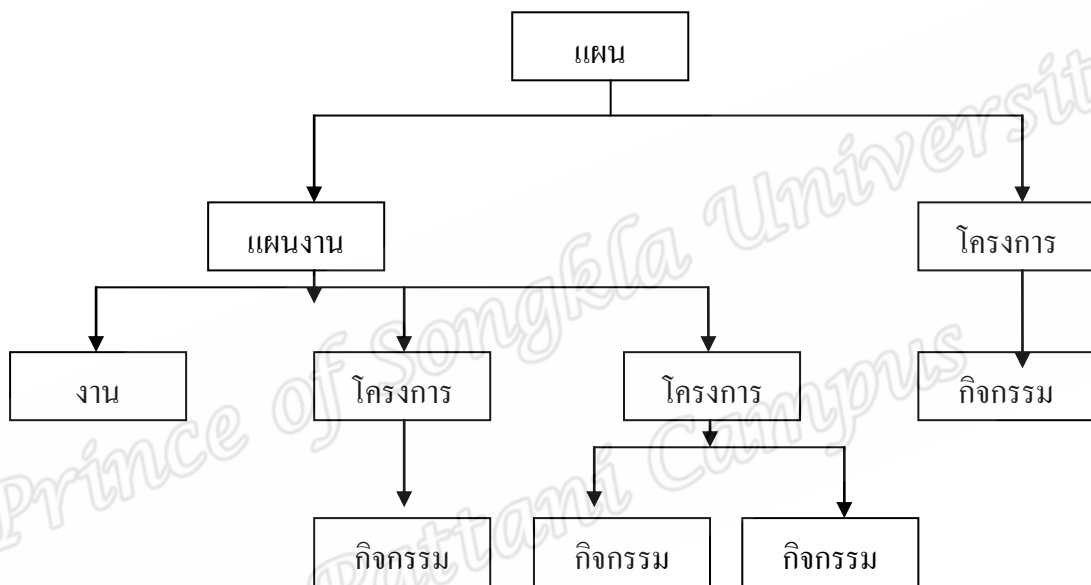 แผน
แผนงาน
โครงการ
งาน
โครงการ
โครงการ
กิจกรรม
กิจกรรม
กิจกรรม
กิจกรรม
Prince of Songkla Universit
Pattani Campus